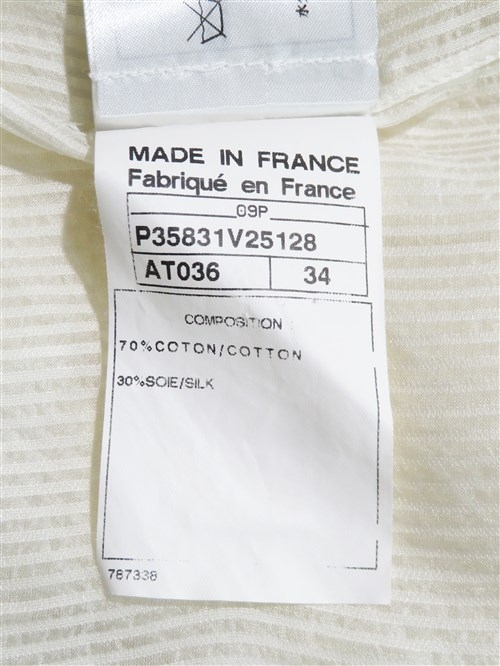 MADE IN FRANCE
Fabriqué en France
09P
P35831V25128
AT036 34
COMPOSITION
70%COTON/COTTON
30%SOIE/SILK
787338